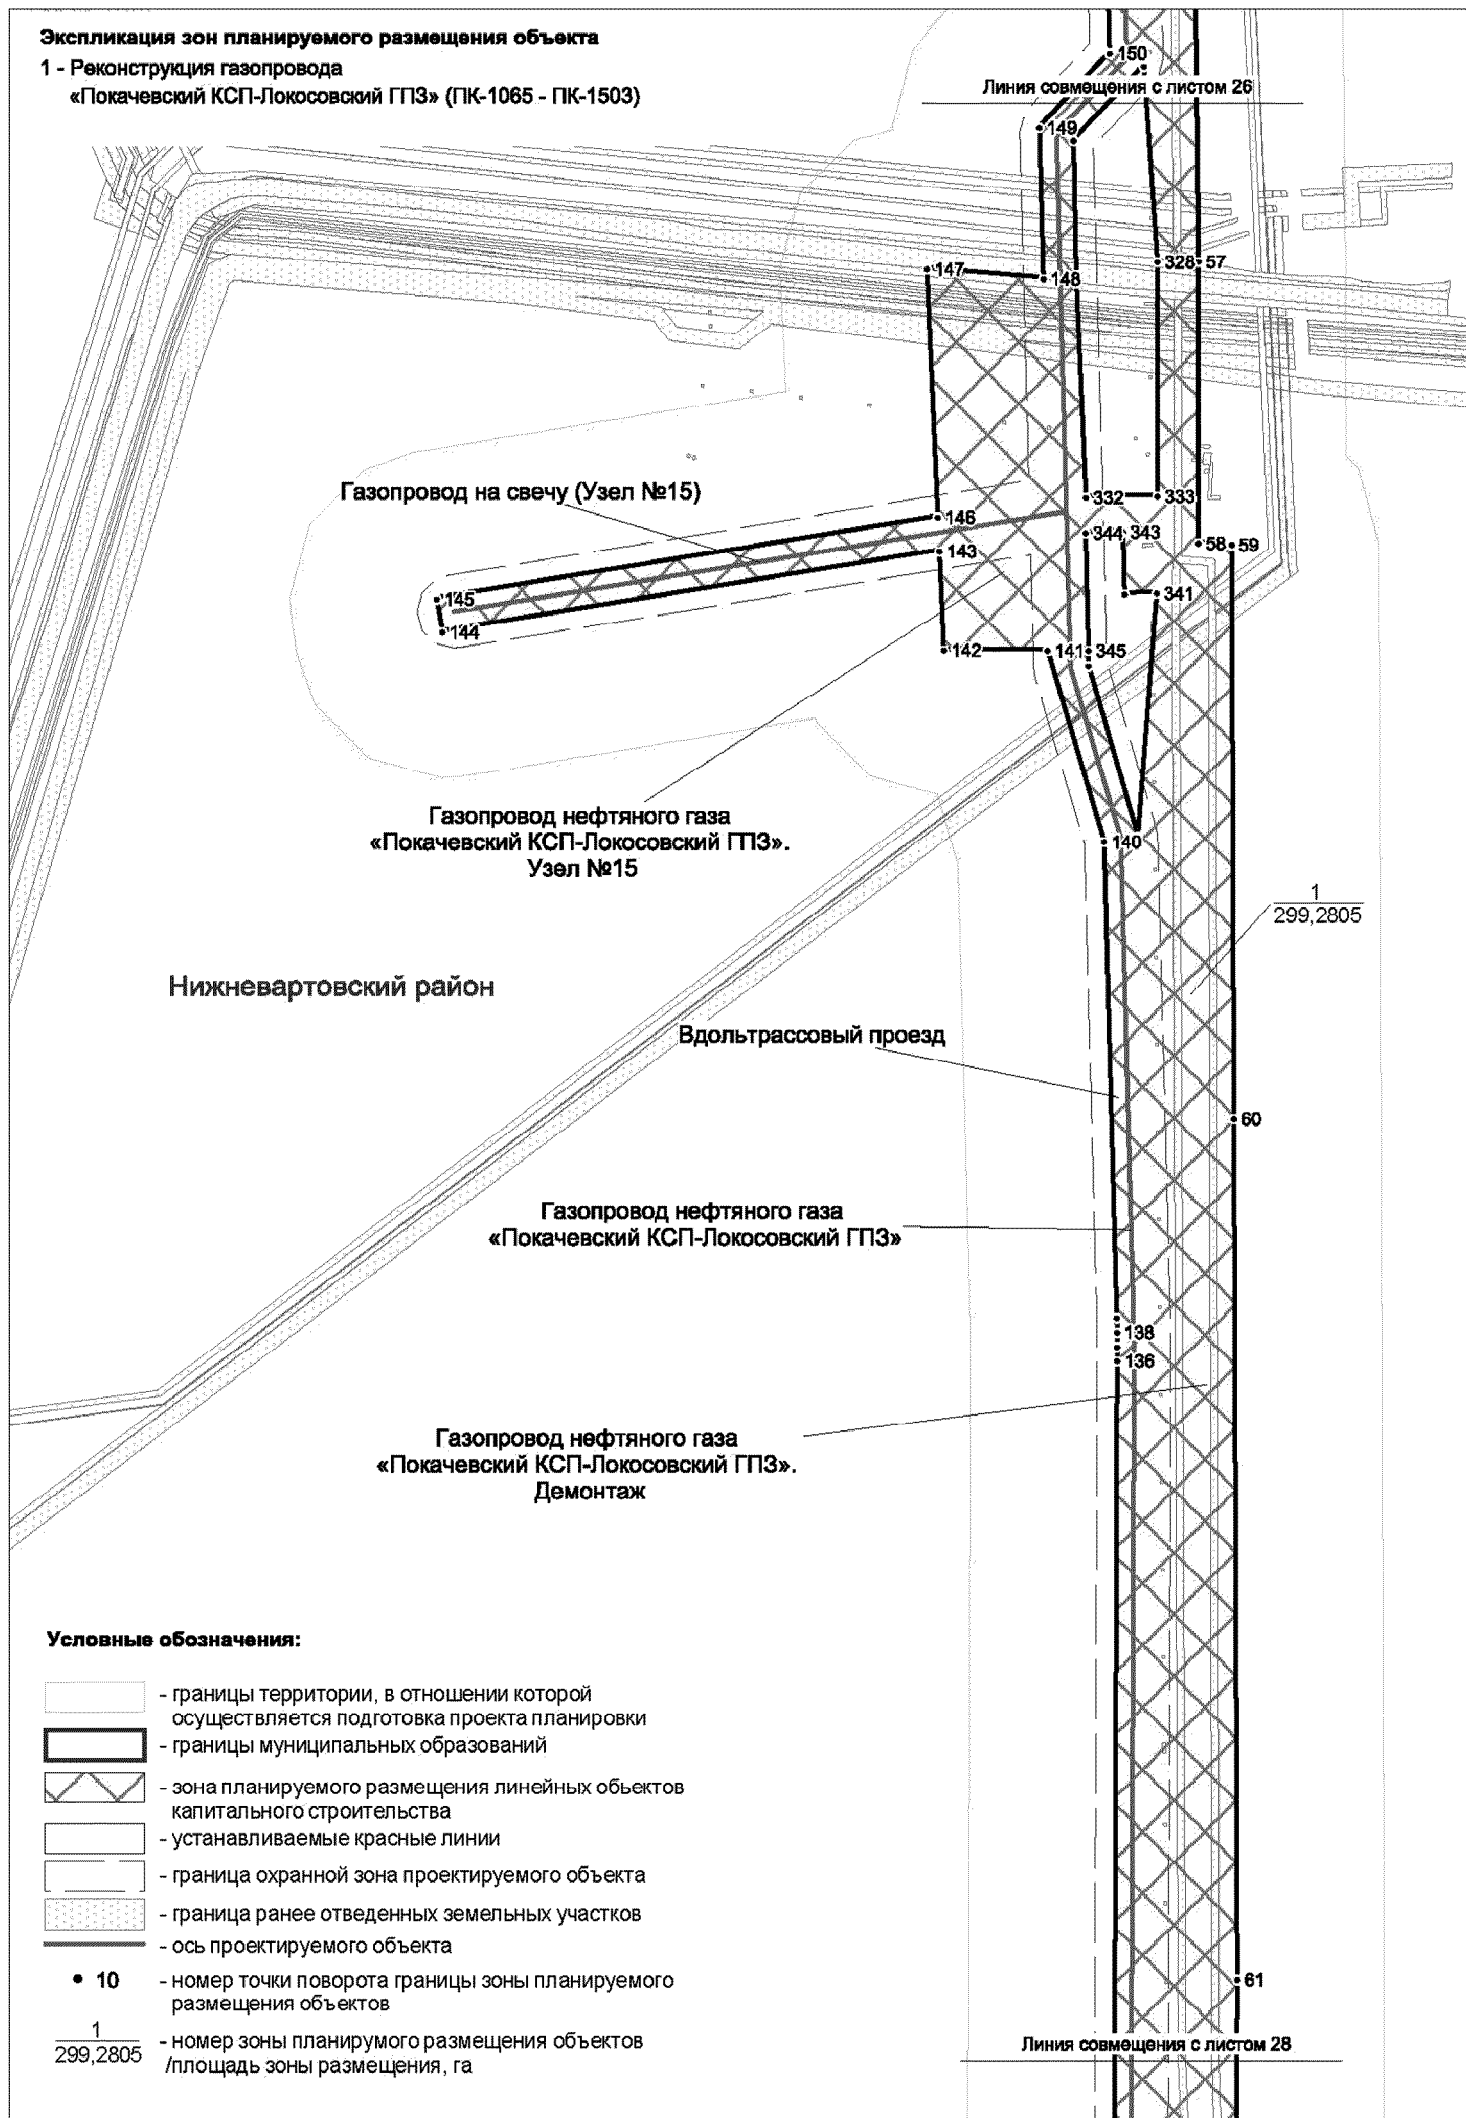 Экспликация зон планируемого размещения объекта
1 - Реконструкция газопровода
«Покачевский КСП-Локосовский ГПЗ» (ПК-1065 - ПК-1503)
150
Линия совмещения с листом 26
149
147
148
328
57
Газопровод на свечу (Узел №15)
332
333
146
344
343
58
59
143
145
341
144
142
141
345
Газопровод нефтяного газа
«Покачевский КСП-Локосовский ГПЗ».
Узел №15
140
1
299,2805
Нижневартовский район
Вдольтрассовый проезд
60
Газопровод нефтяного газа
«Покачевский КСП-Локосовский ГПЗ»
138
136
Газопровод нефтяного газа
«Покачевский КСП-Локосовский ГПЗ».
Демонтаж
Условные обозначения:
- границы территории, в отношении которой
осуществляется подготовка проекта планировки
- границы муниципальных образований
- зона планируемого размещения линейных обьектов
капитального строительства
- устанавливаемые красные линии
- граница охранной зона проектируемого объекта
- граница ранее отведенных земельных участков
- ось проектируемого объекта
• 10 - номер точки поворота границы зоны планируемого
размещения объектов
61
1
299,2805
- номер зоны планирумого размещения объектов
/площадь зоны размещения, га
Линия совмещения с листом 28